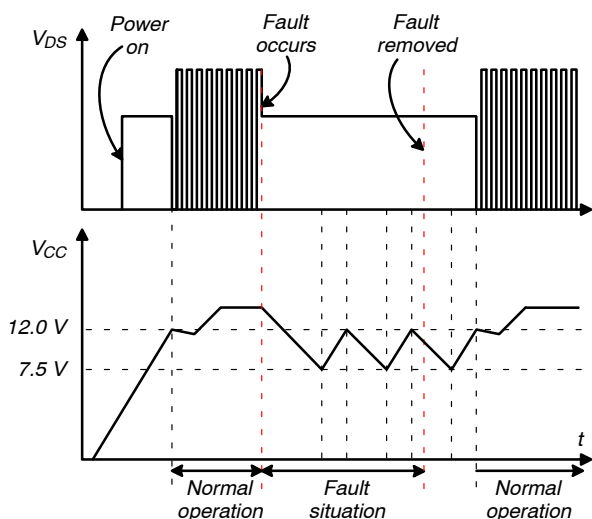 Power
on
Fault
occurs
Fault
removed
VDS
VCC
12.0 V
7.5 V
t
Normal
operation
Fault
situation
Normal
operation